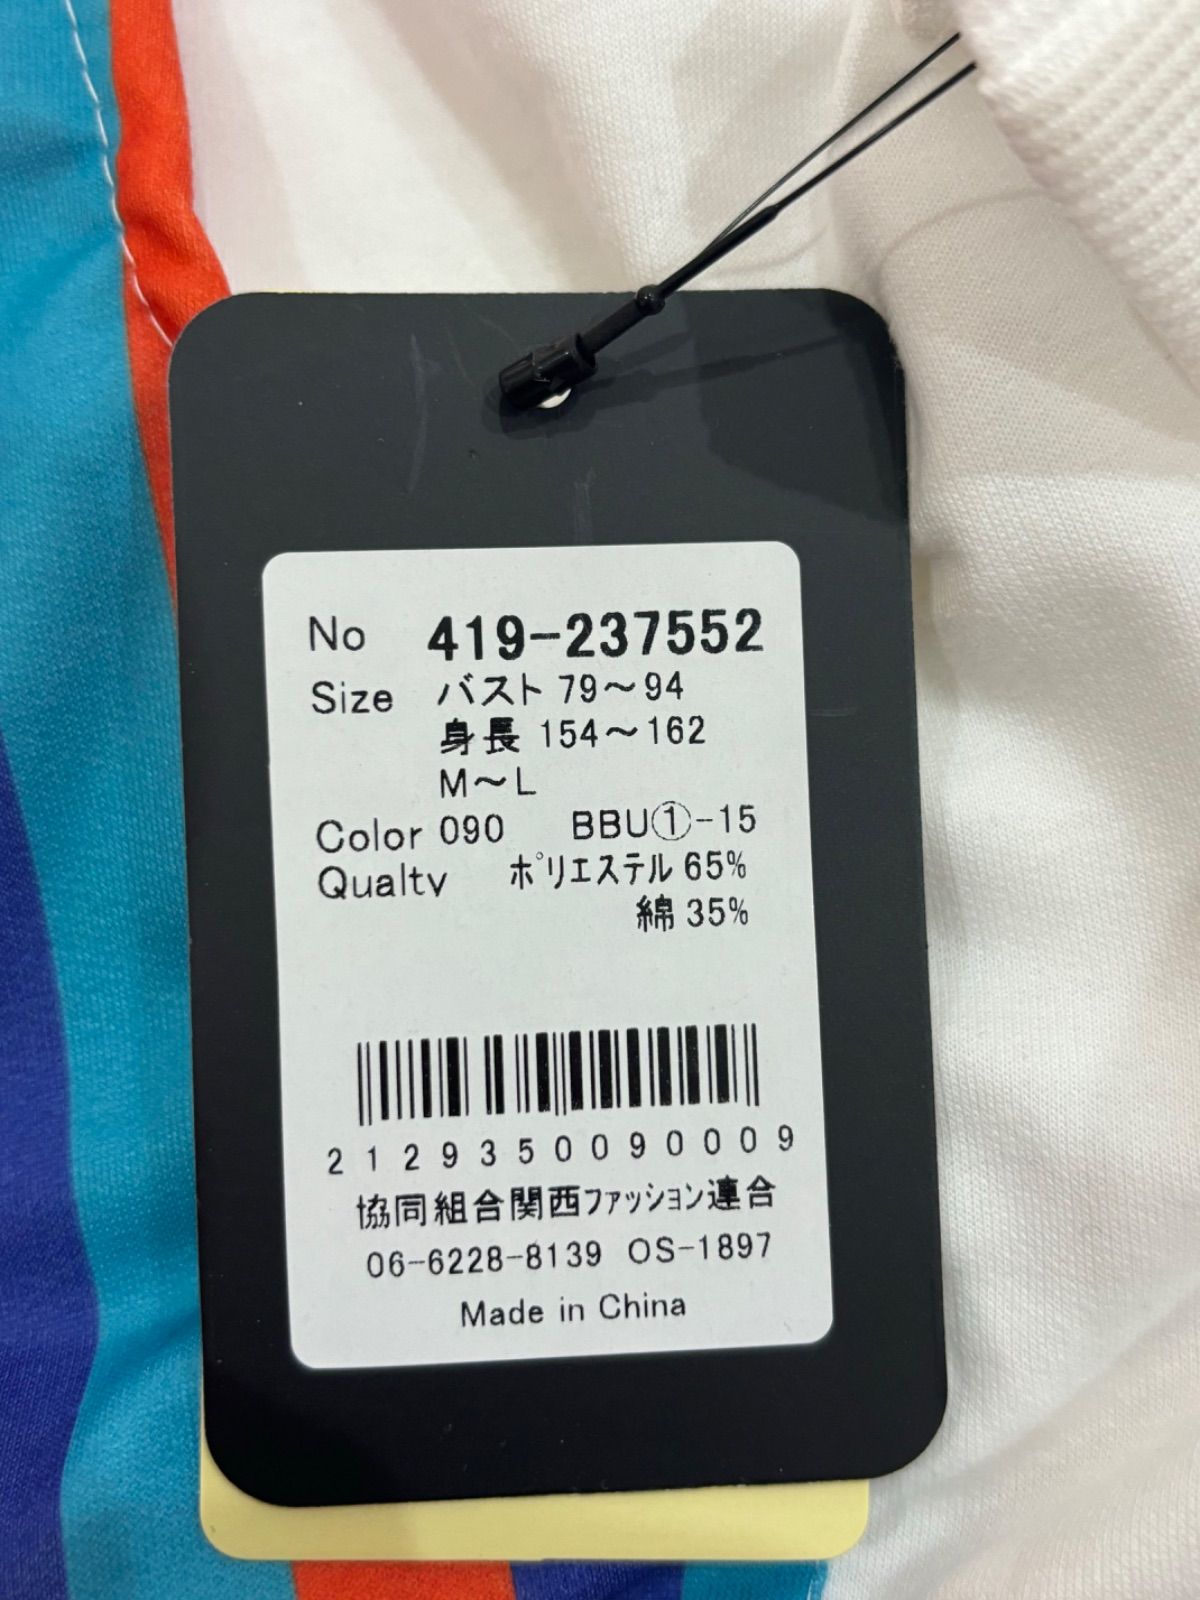 No 419-237552
Size バスト 79〜94
身長 154〜162
M〜L
Color 090 BBU①-15
Qualtv ポリエステル 65%
綿 35%
2129350090009
協同組合関西ファッション連合
06-6228-8139 OS-1897
Made in China